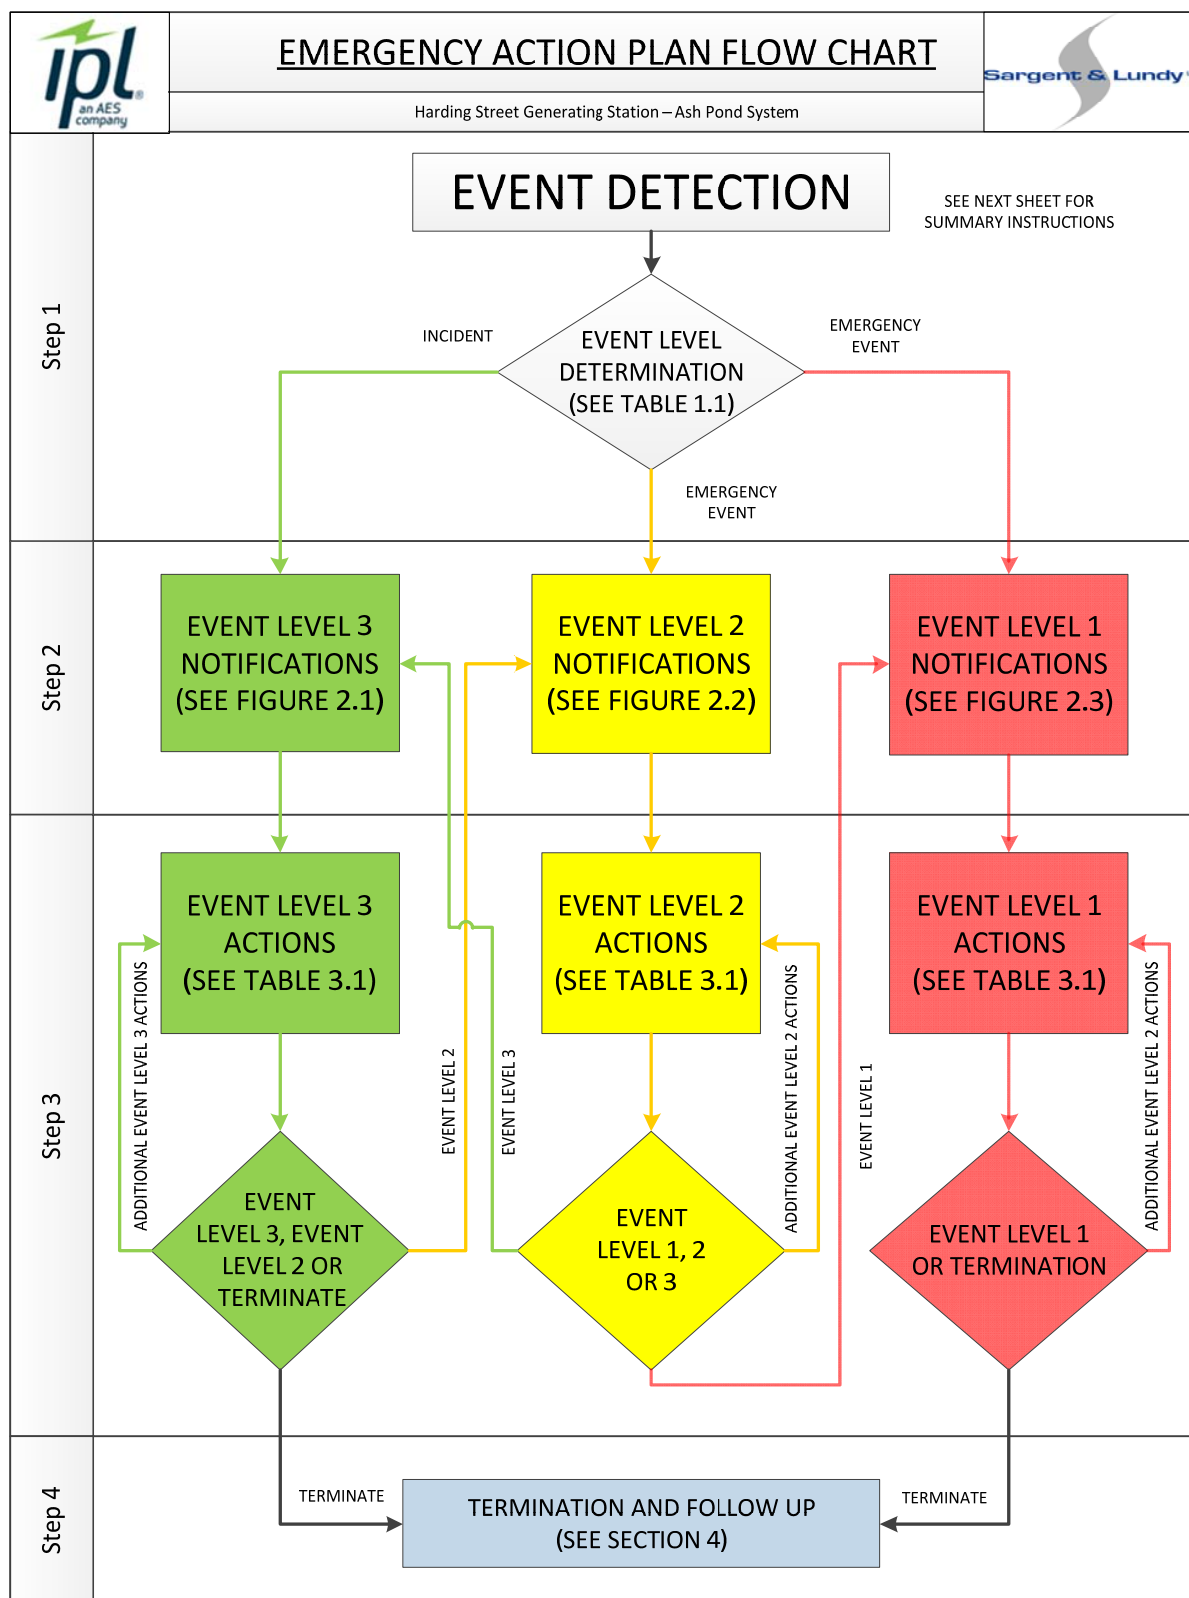 ipl®
an AES
company
EMERGENCY ACTION PLAN FLOW CHART
Harding Street Generating Station – Ash Pond System
Sargent & Lundy
Step 1
EVENT DETECTION
SEE NEXT SHEET FOR
SUMMARY INSTRUCTIONS
INCIDENT
EVENT LEVEL
DETERMINATION
(SEE TABLE 1.1)
EMERGENCY
EVENT
EMERGENCY
EVENT
Step 2
EVENT LEVEL 3
NOTIFICATIONS
(SEE FIGURE 2.1)
EVENT LEVEL 2
NOTIFICATIONS
(SEE FIGURE 2.2)
EVENT LEVEL 1
NOTIFICATIONS
(SEE FIGURE 2.3)
Step 3
EVENT LEVEL 3
ACTIONS
(SEE TABLE 3.1)
EVENT LEVEL 2
ACTIONS
(SEE TABLE 3.1)
EVENT LEVEL 1
ACTIONS
(SEE TABLE 3.1)
ADDITIONAL EVENT LEVEL 3 ACTIONS
EVENT LEVEL 2
EVENT LEVEL 3
ADDITIONAL EVENT LEVEL 2 ACTIONS
EVENT LEVEL 1
ADDITIONAL EVENT LEVEL 2 ACTIONS
EVENT
LEVEL 3, EVENT
LEVEL 2 OR
TERMINATE
EVENT
LEVEL 1, 2
OR 3
EVENT LEVEL 1
OR TERMINATION
Step 4
TERMINATE
TERMINATION AND FOLLOW UP
(SEE SECTION 4)
TERMINATE